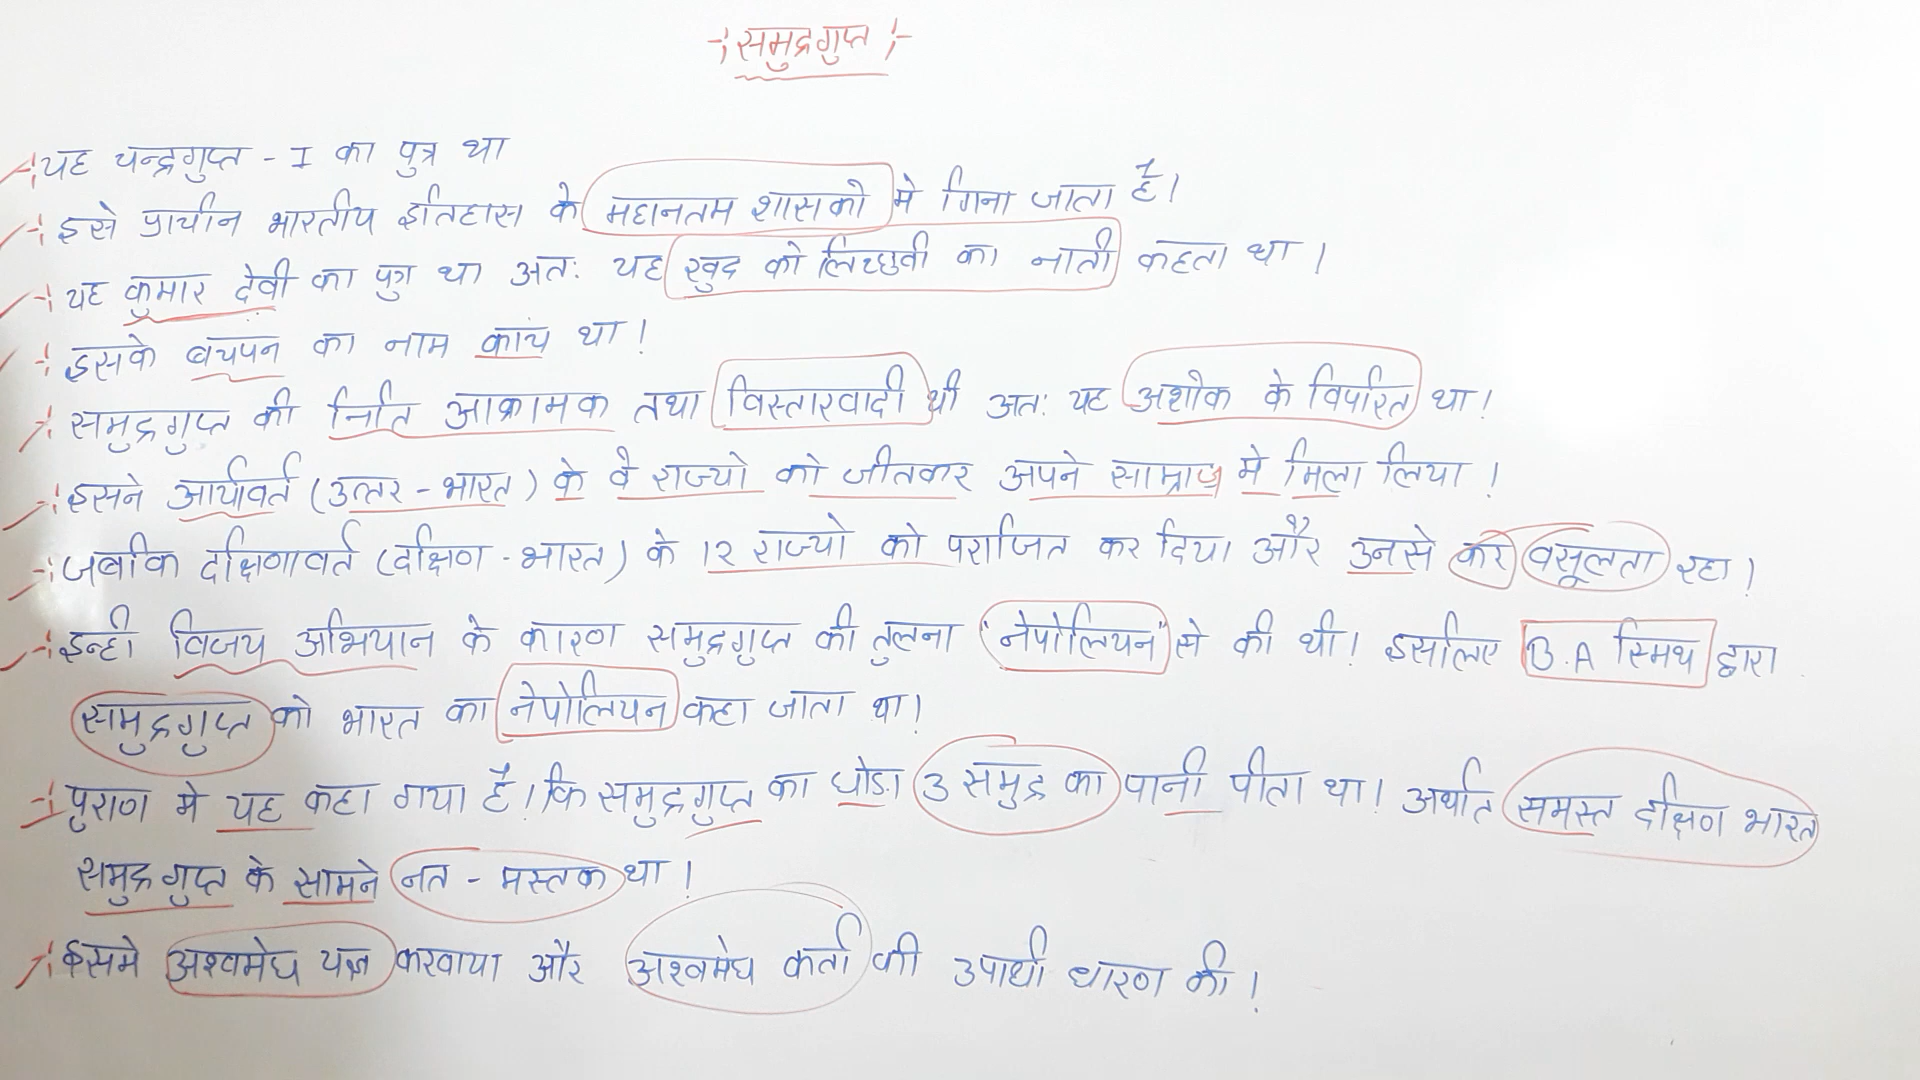 -: समुद्रगुप्त :-
-: यह चन्द्रगुप्त - I का पुत्र था
-: इसे प्राचीन भारतीय इतिहास के महानतम शासको मे गिना जाता है।
-: यह कुमार देवी का पुत्र था अतः यह खुद को लिच्छवी का नाती कहता था।
-: इसके बचपन का नाम कांच था।
-: समुद्रगुप्त की निति आक्रामक तथा विस्तारवादी थी अतः यह अशोक के विपरित था।
-: इसने आर्यावर्त (उत्तर - भारत) के वे राज्यो को जीतकर अपने साम्राज्य मे मिला लिया।
-: जबकि दक्षिणावर्त (दक्षिण - भारत) के 12 राज्यो को पराजित कर दिया और उनसे कर वसूलता रहा।
-: इन्ही विजय अभियान के कारण समुद्रगुप्त की तुलना "नेपोलियन" से की थी। इसलिए B.A स्मिथ द्वारा
समुद्रगुप्त को भारत का नेपोलियन कहा जाता था।
-: पुराण मे यह कहा गया है। कि समुद्रगुप्त का घोडा 3 समुद्र का पानी पीता था। अर्थात समस्त दक्षिण भारत
समुद्रगुप्त के सामने नत - मस्तक था।
-: इसमे अश्वमेघ यज्ञ करवाया और अश्वमेघ कर्ता की उपाधी धारण की।